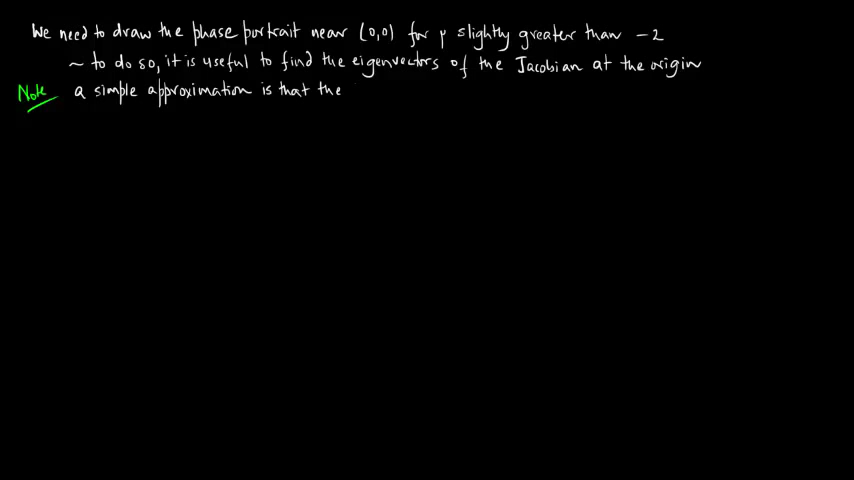 We need to draw the phase portrait near (0,0) for μ slightly greater than -2
~ to do so, it is useful to find the eigenvectors of the Jacobian at the origin
Note a simple approximation is that the